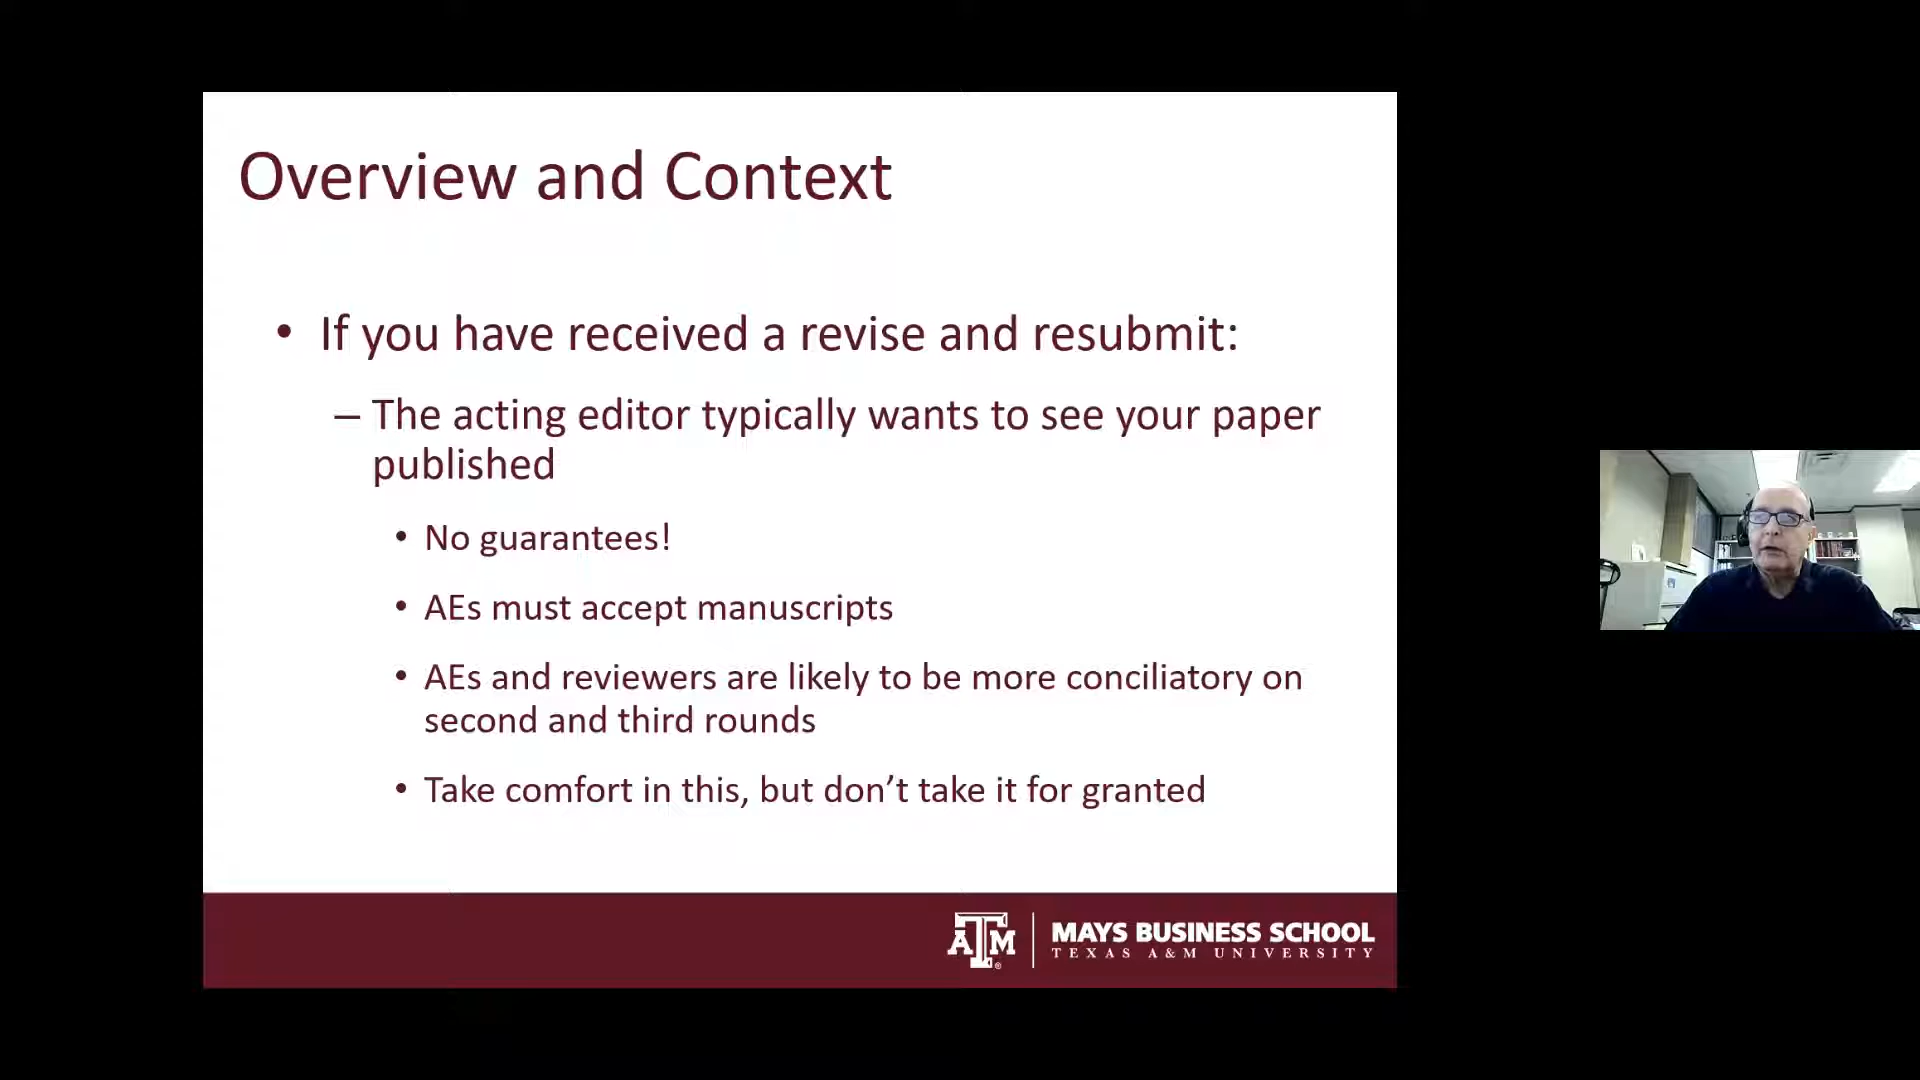 Overview and Context
• If you have received a revise and resubmit:
– The acting editor typically wants to see your paper
published
• No guarantees!
• AEs must accept manuscripts
• AEs and reviewers are likely to be more conciliatory on
second and third rounds
• Take comfort in this, but don’t take it for granted
ATM® MAYS BUSINESS SCHOOL
TEXAS A&M UNIVERSITY